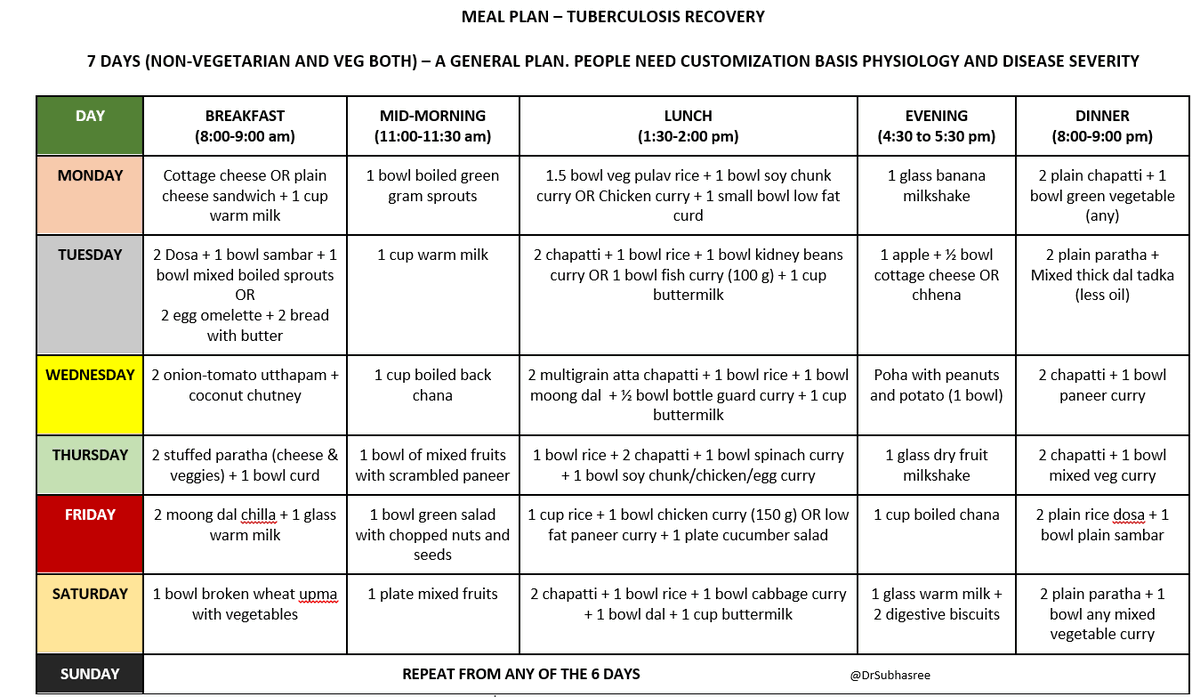 MEAL PLAN – TUBERCULOSIS RECOVERY
7 DAYS (NON-VEGETARIAN AND VEG BOTH) – A GENERAL PLAN. PEOPLE NEED CUSTOMIZATION BASIS PHYSIOLOGY AND DISEASE SEVERITY
DAY
BREAKFAST
(8:00-9:00 am)
MID-MORNING
(11:00-11:30 am)
LUNCH
(1:30-2:00 pm)
EVENING
(4:30 to 5:30 pm)
DINNER
(8:00-9:00 pm)
MONDAY
Cottage cheese OR plain
cheese sandwich + 1 cup
warm milk
1 bowl boiled green
gram sprouts
1.5 bowl veg pulav rice + 1 bowl soy chunk
curry OR Chicken curry + 1 small bowl low fat
curd
1 glass banana
milkshake
2 plain chapatti + 1
bowl green vegetable
(any)
TUESDAY
2 Dosa + 1 bowl sambar + 1
bowl mixed boiled sprouts
OR
2 egg omelette + 2 bread
with butter
1 cup warm milk
2 chapatti + 1 bowl rice + 1 bowl kidney beans
curry OR 1 bowl fish curry (100 g) + 1 cup
buttermilk
1 apple + ½ bowl
cottage cheese OR
chhena
2 plain paratha +
Mixed thick dal tadka
(less oil)
WEDNESDAY
2 onion-tomato utthapam +
coconut chutney
1 cup boiled back
chana
2 multigrain atta chapatti + 1 bowl rice + 1 bowl
moong dal + ½ bowl bottle guard curry + 1 cup
buttermilk
Poha with peanuts
and potato (1 bowl)
2 chapatti + 1 bowl
paneer curry
THURSDAY
2 stuffed paratha (cheese &
veggies) + 1 bowl curd
1 bowl of mixed fruits
with scrambled paneer
1 bowl rice + 2 chapatti + 1 bowl spinach curry
+ 1 bowl soy chunk/chicken/egg curry
1 glass dry fruit
milkshake
2 chapatti + 1 bowl
mixed veg curry
FRIDAY
2 moong dal chilla + 1 glass
warm milk
1 bowl green salad
with chopped nuts and
seeds
1 cup rice + 1 bowl chicken curry (150 g) OR low
fat paneer curry + 1 plate cucumber salad
1 cup boiled chana
2 plain rice dosa + 1
bowl plain sambar
SATURDAY
1 bowl broken wheat upma
with vegetables
1 plate mixed fruits
2 chapatti + 1 bowl rice + 1 bowl cabbage curry
+ 1 bowl dal + 1 cup buttermilk
1 glass warm milk +
2 digestive biscuits
2 plain paratha + 1
bowl any mixed
vegetable curry
SUNDAY
REPEAT FROM ANY OF THE 6 DAYS
@DrSubhasree